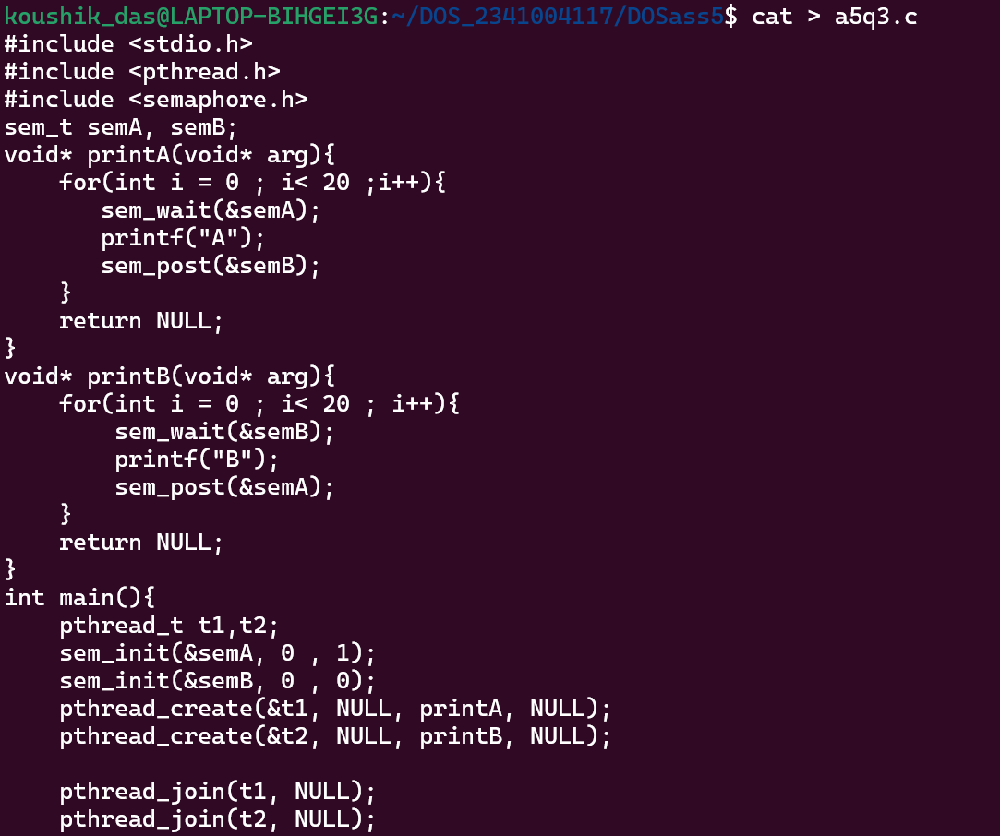 koushik_das@LAPTOP-BIHGEI3G:~/DOS_2341004117/DOSass5$ cat > a5q3.c
#include <stdio.h>
#include <pthread.h>
#include <semaphore.h>
sem_t semA, semB;
void* printA(void* arg){
    for(int i = 0 ; i< 20 ;i++){
       sem_wait(&semA);
       printf("A");
       sem_post(&semB);
    }
    return NULL;
}
void* printB(void* arg){
    for(int i = 0 ; i< 20 ; i++){
        sem_wait(&semB);
        printf("B");
        sem_post(&semA);
    }
    return NULL;
}
int main(){
    pthread_t t1,t2;
    sem_init(&semA, 0 , 1);
    sem_init(&semB, 0 , 0);
    pthread_create(&t1, NULL, printA, NULL);
    pthread_create(&t2, NULL, printB, NULL);

    pthread_join(t1, NULL);
    pthread_join(t2, NULL);